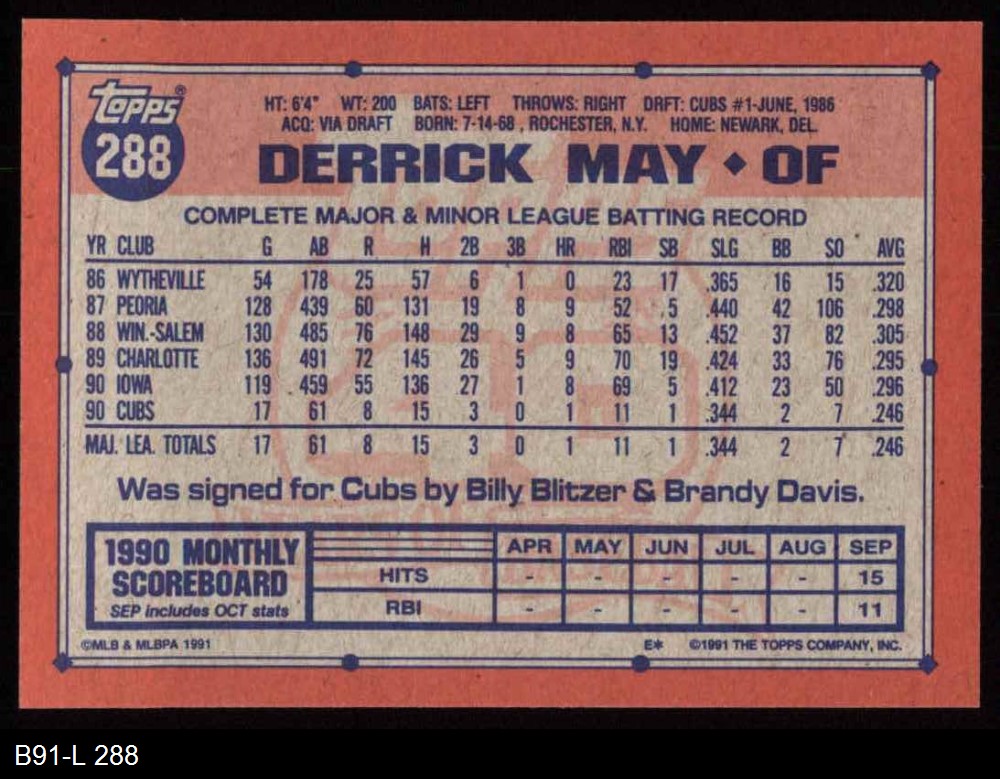 topps®
288
HT: 6'4" WT: 200 BATS: LEFT THROWS: RIGHT DRFT: CUBS #1-JUNE, 1986
ACQ: VIA DRAFT BORN: 7-14-68 , ROCHESTER, N.Y. HOME: NEWARK, DEL.
DERRICK MAY ◆ OF
COMPLETE MAJOR & MINOR LEAGUE BATTING RECORD
YR CLUB G AB R H 2B 3B HR RBI SB SLG BB SO AVG
86 WYTHEVILLE 54 178 25 57 6 1 0 23 17 .365 16 15 .320
87 PEORIA 128 439 60 131 19 8 9 52 5 .440 42 106 .298
88 WIN.-SALEM 130 485 76 148 29 9 8 65 13 .452 37 82 .305
89 CHARLOTTE 136 491 72 145 26 5 9 70 19 .424 33 76 .295
90 IOWA 119 459 55 136 27 1 8 69 5 .412 23 50 .296
90 CUBS 17 61 8 15 3 0 1 11 1 .344 2 7 .246
MAJ. LEA. TOTALS 17 61 8 15 3 0 1 11 1 .344 2 7 .246
Was signed for Cubs by Billy Blitzer & Brandy Davis.
1990 MONTHLY SCOREBOARD
SEP includes OCT stats
APR MAY JUN JUL AUG SEP
HITS - - - - - 15
RBI - - - - - 11
©MLB & MLBPA 1991 E* ©1991 THE TOPPS COMPANY, INC.
B91-L 288